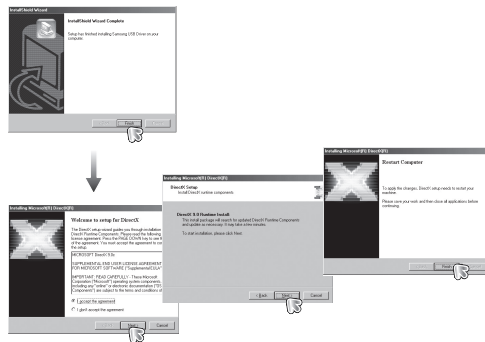 InstallShield Wizard
InstallShield Wizard Complete
Setup has finished installing Samsung USB Driver on your
computer.
Finish
Installing Microsoft(R) DirectX(R)
Welcome to setup for DirectX
The DirectX setup wizard guides you through installation
DirectX Runtime Components. Please read the following
license agreement. Press the PAGE DOWN key to see
of the agreement. You must accept the agreement to
the setup.
MICROSOFT DirectX 9.0c
SUPPLEMENTAL END USER LICENSE AGREEMENT
FOR MICROSOFT SOFTWARE ("Supplemental EULA"
IMPORTANT: READ CAREFULLY - These Microsoft
Corporation ("Microsoft") operating system components,
including any "online" or electronic documentation ("OS
Components") are subject to the terms and conditions of
I accept the agreement
I don't accept the agreement
Next >
Cancel
Installing Microsoft(R) DirectX(R)
DirectX Setup
Install DirectX runtime components
DirectX 9.0 Runtime Install:
This install package will search for updated DirectX Runtime Components
and update as necessary. It may take a few minutes.
To start installation, please click Next.
< Back
Next >
Cancel
Installing Microsoft(R) DirectX(R)
Restart Computer
To apply the changes, DirectX setup needs to restart your
machine.
Please save your work and then close all applications before
continuing.